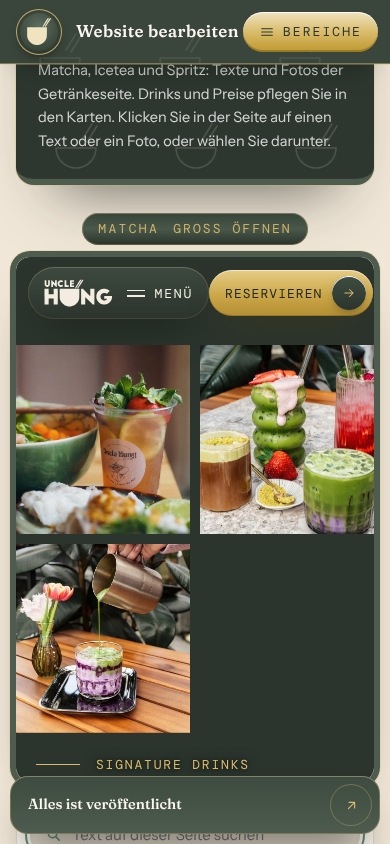 Website bearbeiten
BEREICHE
Matcha, Icetea und Spritz: Texte und Fotos der
Getränkeseite. Drinks und Preise pflegen Sie in
den Karten. Klicken Sie in der Seite auf einen
Text oder ein Foto, oder wählen Sie darunter.
MATCHA GROSS ÖFFNEN
UNCLE
HUNG
MENÜ
RESERVIEREN
SIGNATURE DRINKS
Alles ist veröffentlicht
Text auf dieser Seite suchen